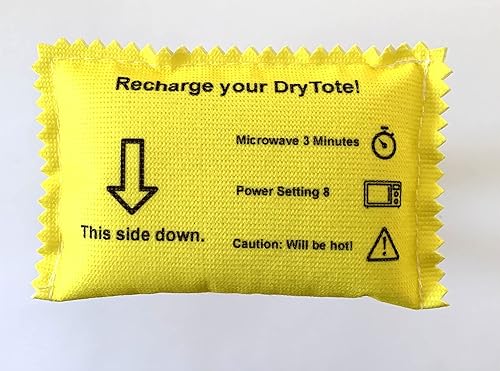 Recharge your DryTote!
Microwave 3 Minutes
Power Setting 8
This side down.
Caution: Will be hot!